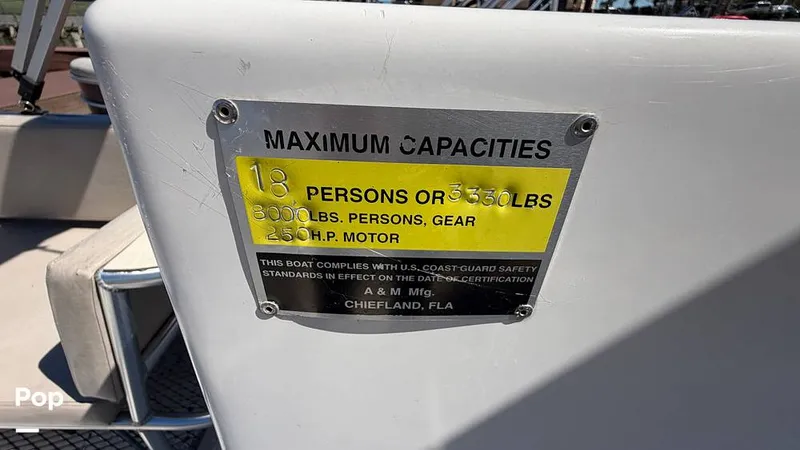 MAXIMUM CAPACITIES
18 PERSONS OR 3330 LBS
8000 LBS. PERSONS, GEAR
250 H.P. MOTOR
THIS BOAT COMPLIES WITH U.S. COAST GUARD SAFETY
STANDARDS IN EFFECT ON THE DATE OF CERTIFICATION
A & M Mfg.
CHIEFLAND, FLA
Pop